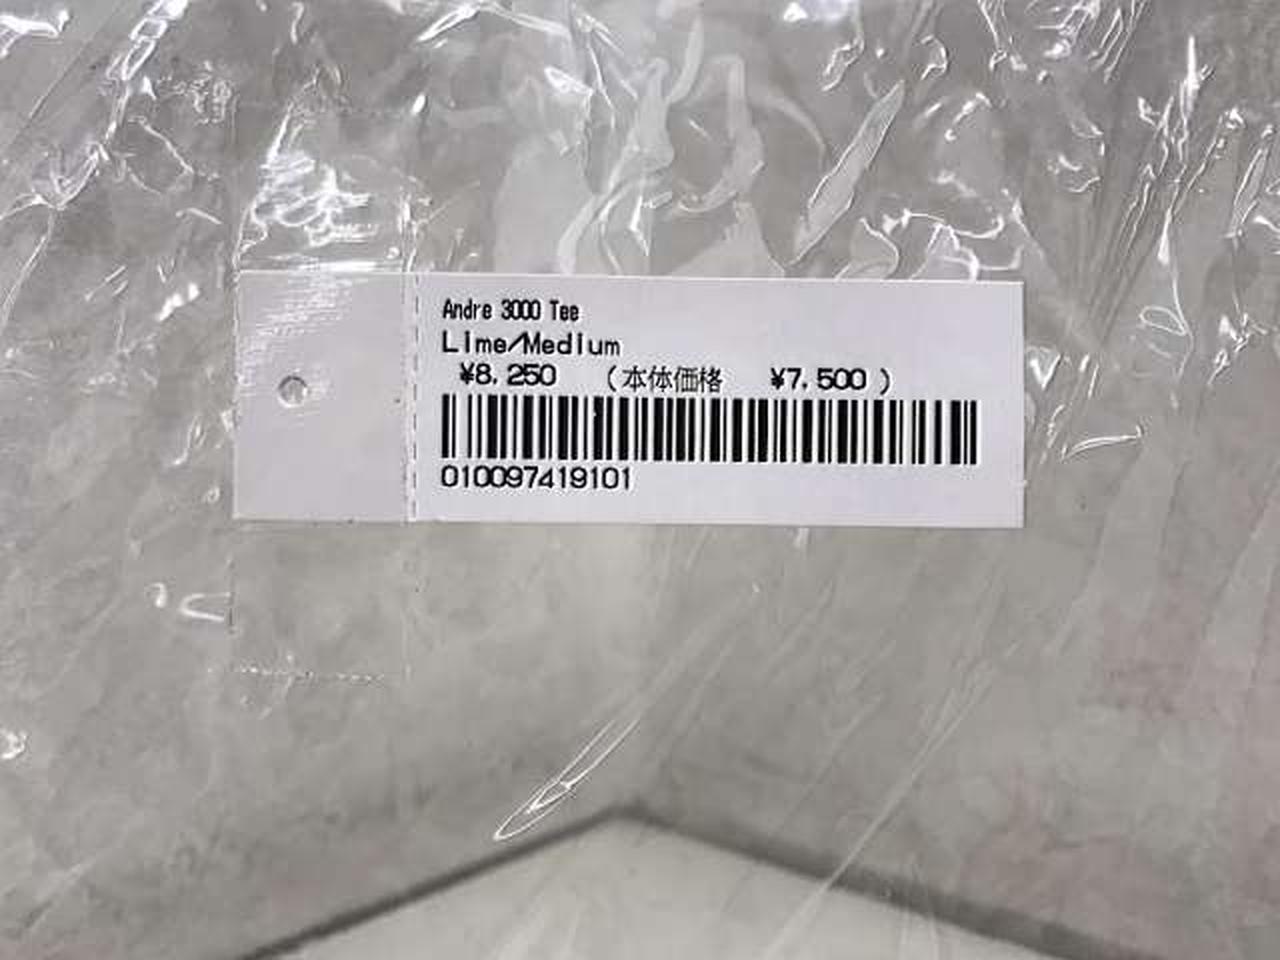 Andre 3000 Tee
Lime/Medium
¥8,250 (本体価格 ¥7,500)
010097419101